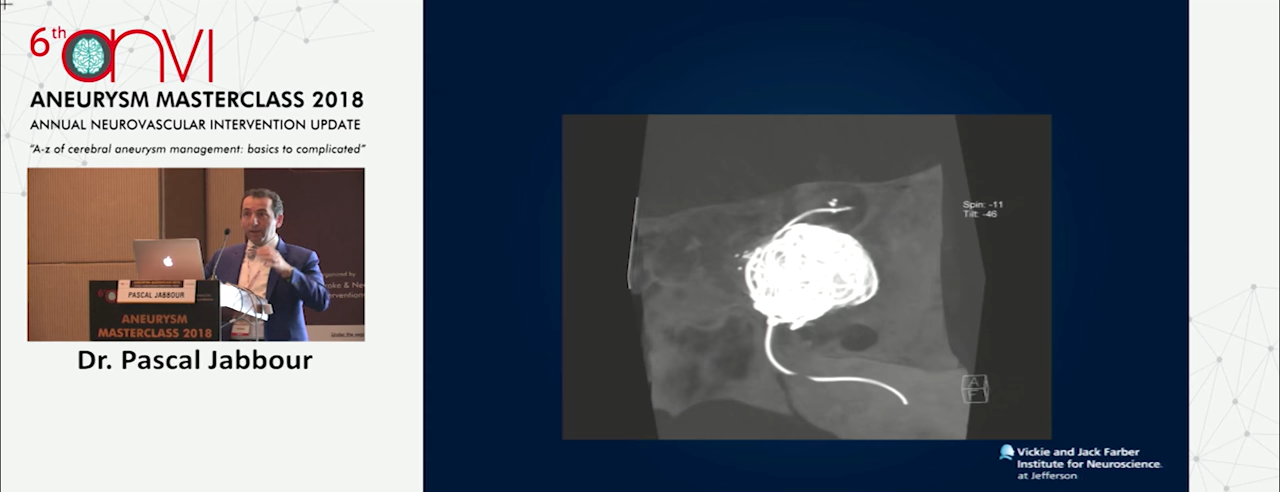 6th anvi
ANEURYSM MASTERCLASS 2018
ANNUAL NEUROVASCULAR INTERVENTION UPDATE
"A-z of cerebral aneurysm management: basics to complicated"
PASCAL JABBOUR
ANEURYSM
MASTERCLASS 2018
Dr. Pascal Jabbour
Spin: -11
Tilt: -46
A
F
Vickie and Jack Farber
Institute for Neuroscience.
at Jefferson